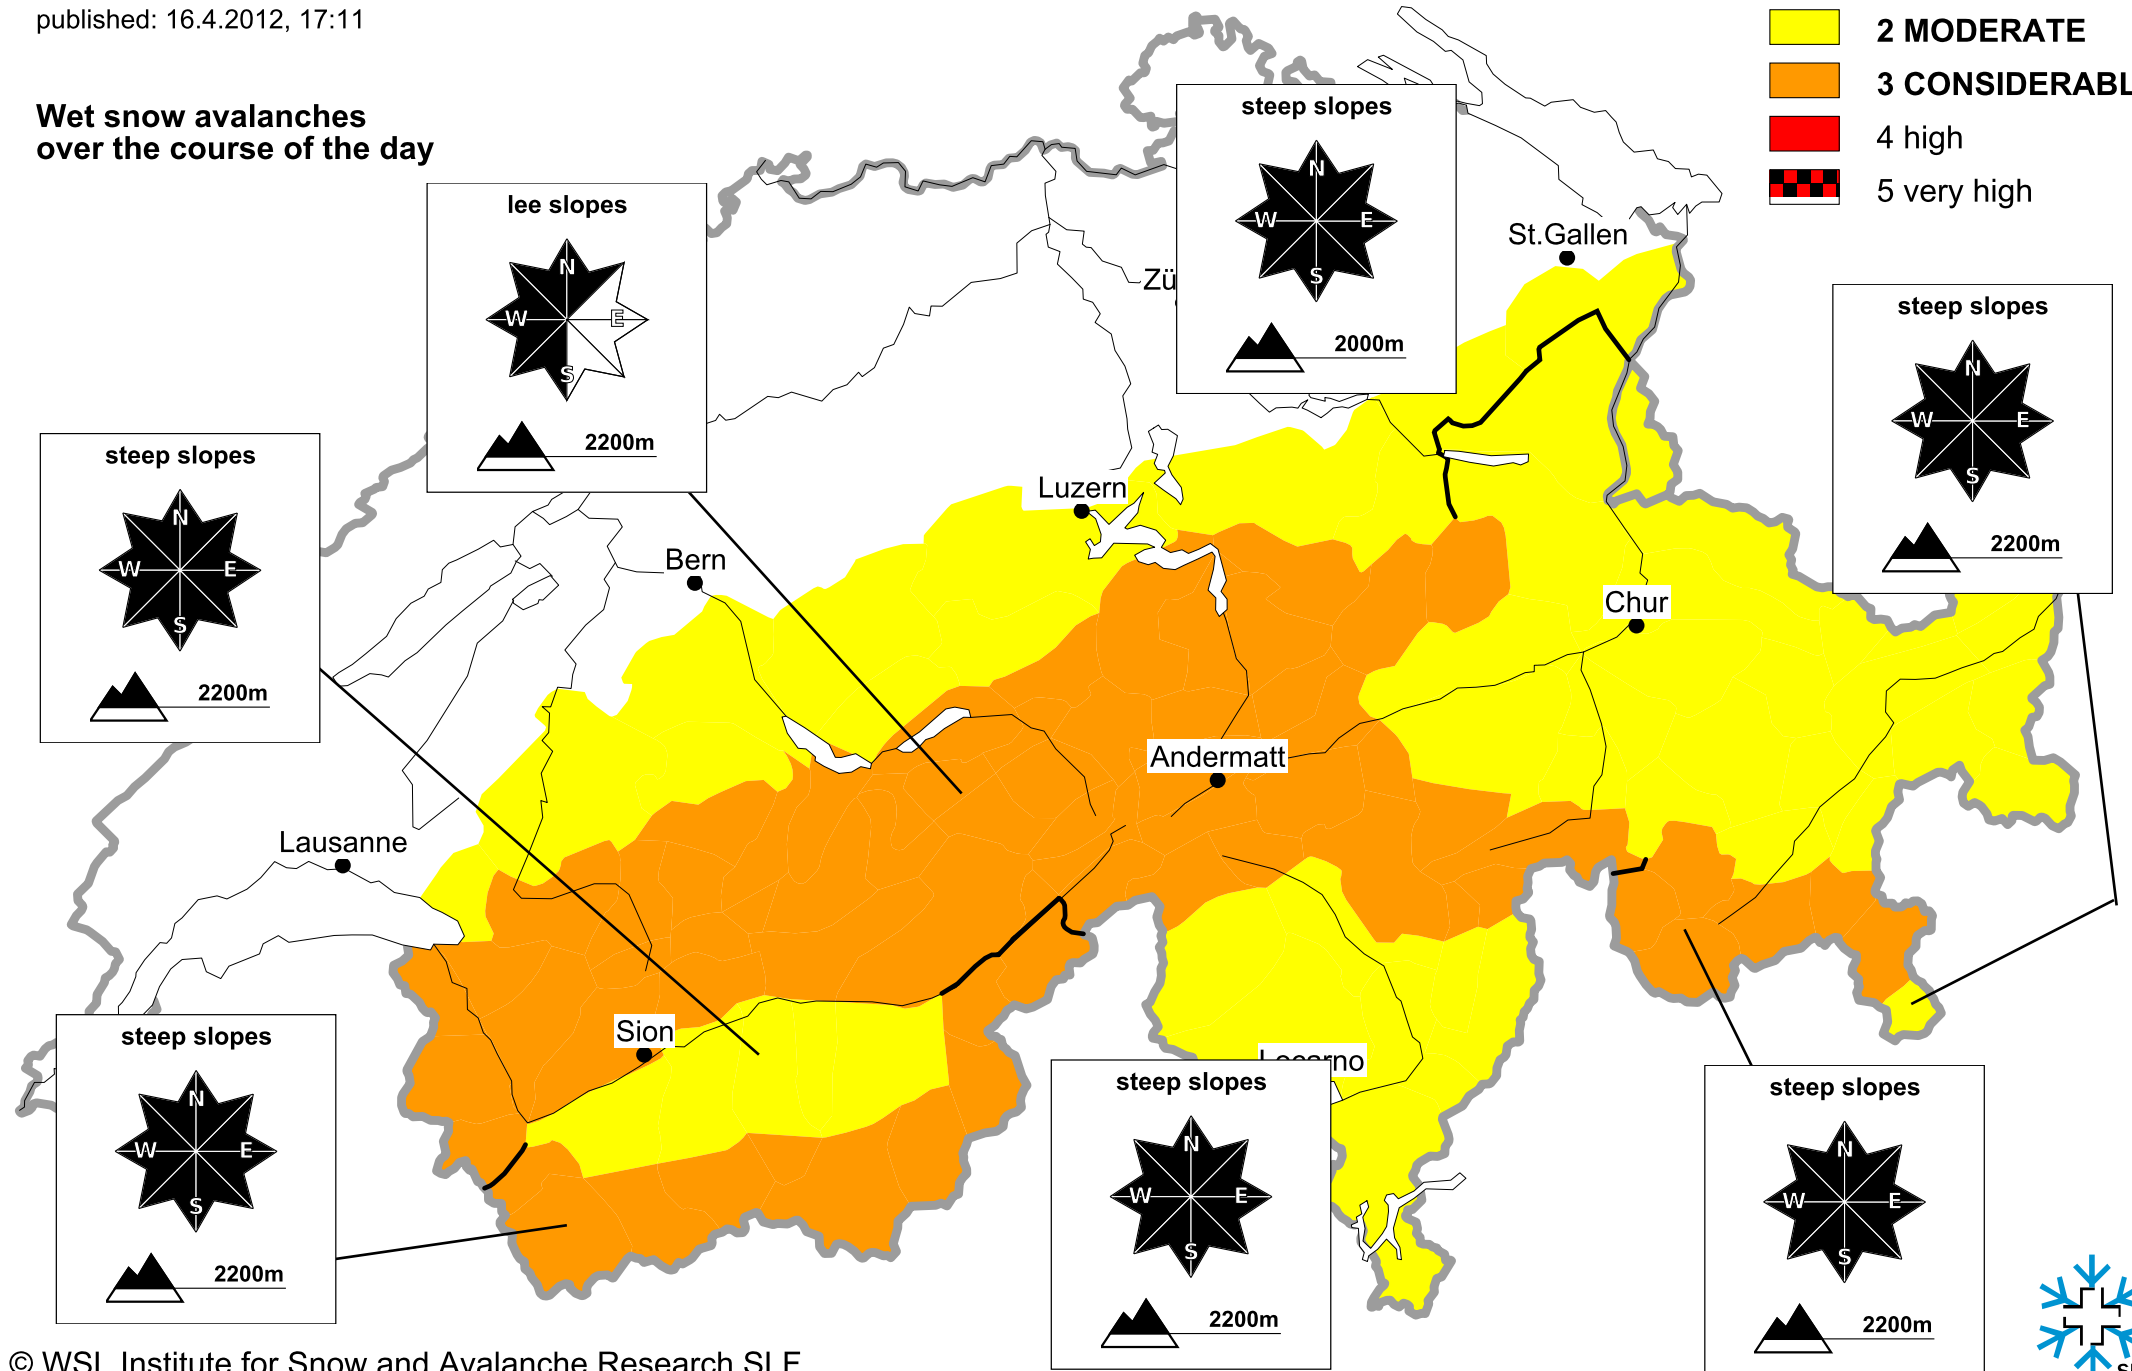 published: 16.4.2012, 17:11
2 MODERATE
3 CONSIDERABL
4 high
5 very high
Wet snow avalanches
over the course of the day
steep slopes
N
W E
S
2000m
lee slopes
N
W E
S
2200m
St.Gallen
Zü
steep slopes
N
W E
S
2200m
steep slopes
N
W E
S
2200m
Luzern
Bern
Chur
Andermatt
Lausanne
Sion
Locarno
steep slopes
N
W E
S
2200m
steep slopes
N
W E
S
2200m
steep slopes
N
W E
S
2200m
© WSL Institute for Snow and Avalanche Research SLF